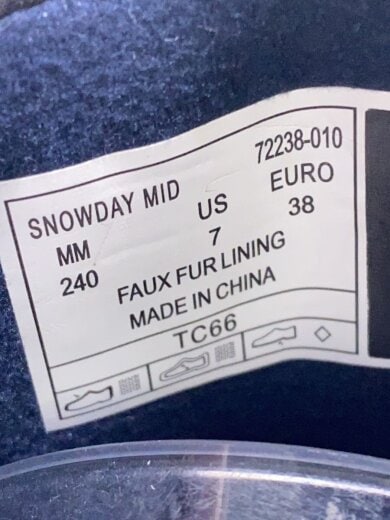 72238-010
SNOWDAY MID
MM US EURO
240 7 38
FAUX FUR LINING
MADE IN CHINA
TC66